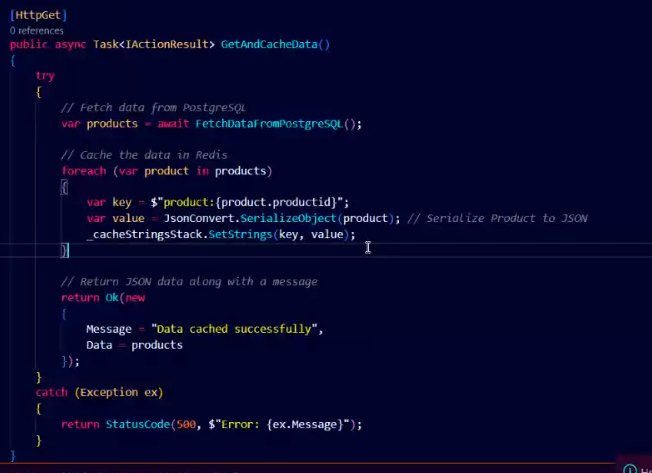 [HttpGet]
0 references
public async Task<IActionResult> GetAndCacheData()
{
try
{
// Fetch data from PostgreSQL
var products = await FetchDataFromPostgreSQL();
// Cache the data in Redis
foreach (var product in products)
{
var key = $"product:{product.productid}";
var value = JsonConvert.SerializeObject(product); // Serialize Product to JSON
_cacheStringsStack.SetStrings(key, value);
}
// Return JSON data along with a message
return Ok(new
{
Message = "Data cached successfully",
Data = products
});
}
catch (Exception ex)
{
return StatusCode(500, $"Error: {ex.Message}");
}
}